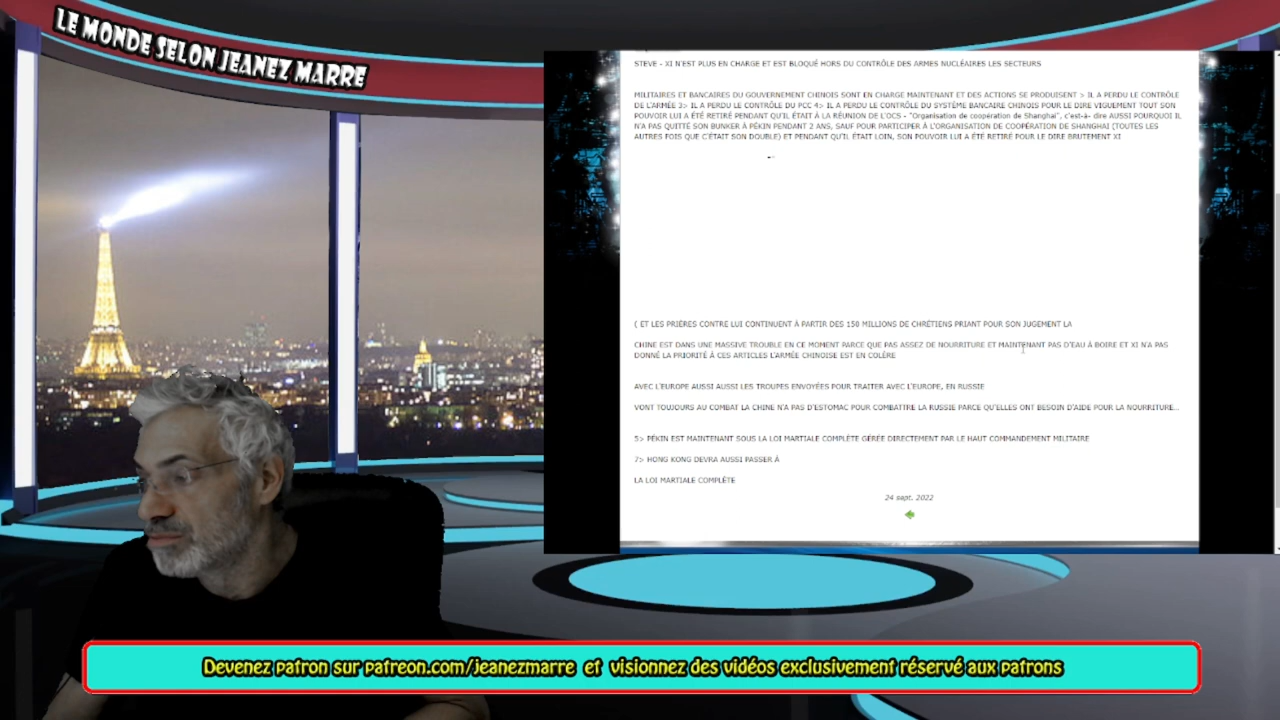 LE MONDE SELON JEANEZ MARRE
STEVE - XI N'EST PLUS EN CHARGE ET EST BLOQUÉ HORS DU CONTRÔLE DES ARMES NUCLÉAIRES LES SECTEURS
MILITAIRES ET BANCAIRES DU GOUVERNEMENT CHINOIS SONT EN CHARGE MAINTENANT ET DES ACTIONS SE PRODUISENT > IL A PERDU LE CONTRÔLE
DE L'ARMÉE 3> IL A PERDU LE CONTRÔLE DU PCC 4> IL A PERDU LE CONTRÔLE DU SYSTÈME BANCAIRE CHINOIS POUR LE DIRE VIGUEMENT TOUT SON
POUVOIR LUI A ÉTÉ RETIRÉ PENDANT QU'IL ÉTAIT À LA RÉUNION DE L'OCS - "Organisation de coopération de Shanghai", c'est-à- dire AUSSI POURQUOI IL
N'A PAS QUITTÉ SON BUNKER À PÉKIN PENDANT 2 ANS, SAUF POUR PARTICIPER À L'ORGANISATION DE COOPÉRATION DE SHANGHAI (TOUTES LES
AUTRES FOIS QUE C'ÉTAIT SON DOUBLE) ET PENDANT QU'IL ÉTAIT LOIN, SON POUVOIR LUI A ÉTÉ RETIRÉ POUR LE DIRE BRUTEMENT XI
( ET LES PRIÈRES CONTRE LUI CONTINUENT À PARTIR DES 150 MILLIONS DE CHRÉTIENS PRIANT POUR SON JUGEMENT LA
CHINE EST DANS UNE MASSIVE TROUBLE EN CE MOMENT PARCE QUE PAS ASSEZ DE NOURRITURE ET MAINTENANT PAS D'EAU À BOIRE ET XI N'A PAS
DONNÉ LA PRIORITÉ À CES ARTICLES L'ARMÉE CHINOISE EST EN COLÈRE
AVEC L'EUROPE AUSSI AUSSI LES TROUPES ENVOYÉES POUR TRAITER AVEC L'EUROPE, EN RUSSIE
VONT TOUJOURS AU COMBAT LA CHINE N'A PAS D'ESTOMAC POUR COMBATTRE LA RUSSIE PARCE QU'ELLES ONT BESOIN D'AIDE POUR LA NOURRITURE...
5> PÉKIN EST MAINTENANT SOUS LA LOI MARTIALE COMPLÈTE GÉRÉE DIRECTEMENT PAR LE HAUT COMMANDEMENT MILITAIRE
7> HONG KONG DEVRA AUSSI PASSER À
LA LOI MARTIALE COMPLÈTE
24 sept. 2022
Devenez patron sur patreon.com/jeanezmarre et visionnez des vidéos exclusivement réservé aux patrons